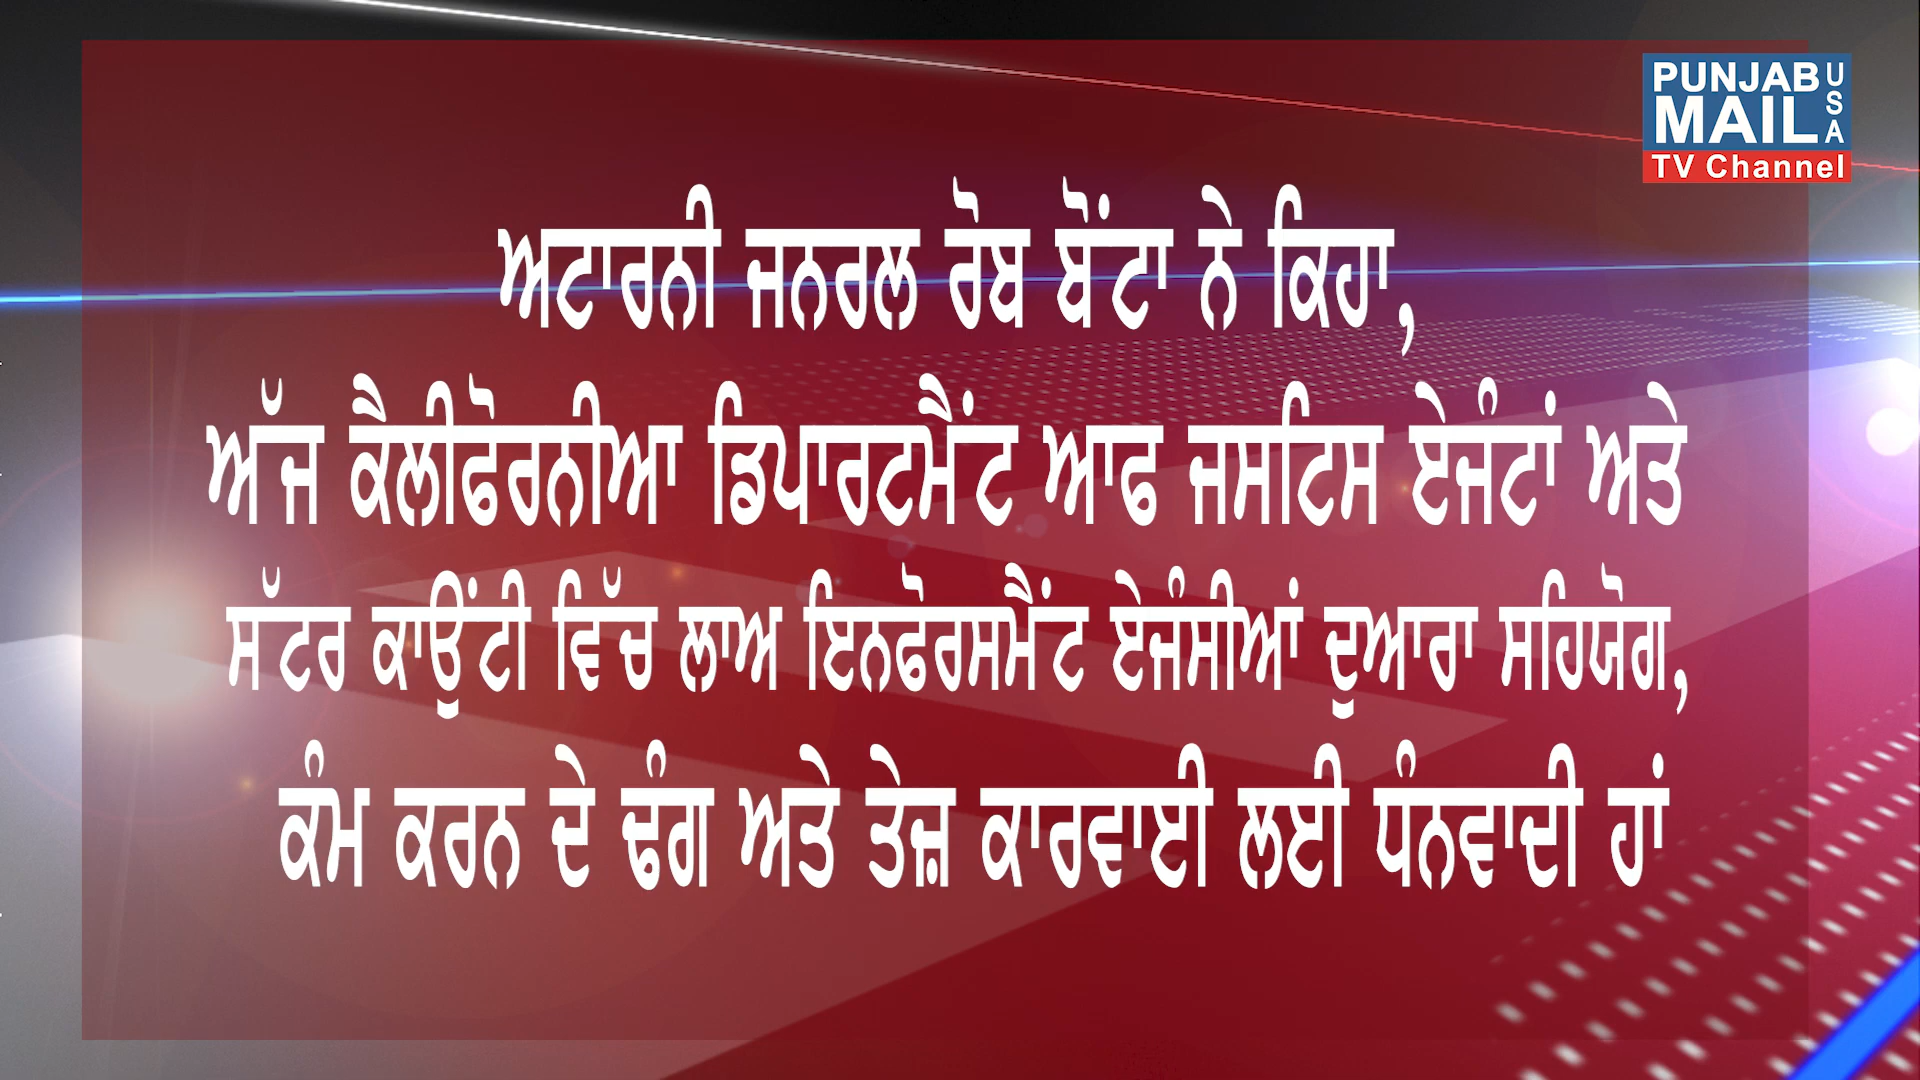 PUNJAB USA
MAIL
TV Channel
ਅਟਾਰਨੀ ਜਨਰਲ ਰੋਬ ਬੋਂਟਾ ਨੇ ਕਿਹਾ,
ਅੱਜ ਕੈਲੀਫੋਰਨੀਆ ਡਿਪਾਰਟਮੈਂਟ ਆਫ ਜਸਟਿਸ ਏਜੰਟਾਂ ਅਤੇ
ਸੱਟਰ ਕਾਉਂਟੀ ਵਿੱਚ ਲਾਅ ਇਨਫੋਰਸਮੈਂਟ ਏਜੰਸੀਆਂ ਦੁਆਰਾ ਸਹਿਯੋਗ,
ਕੰਮ ਕਰਨ ਦੇ ਢੰਗ ਅਤੇ ਤੇਜ਼ ਕਾਰਵਾਈ ਲਈ ਧੰਨਵਾਦੀ ਹਾਂ